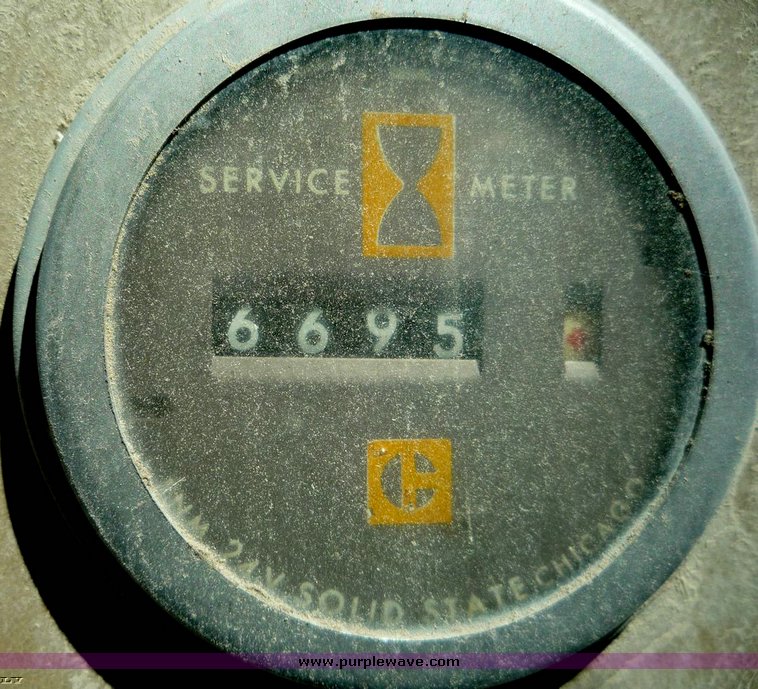 SERVICE METER
6695
24V SOLID STATE CHICAGO
www.purplewave.com